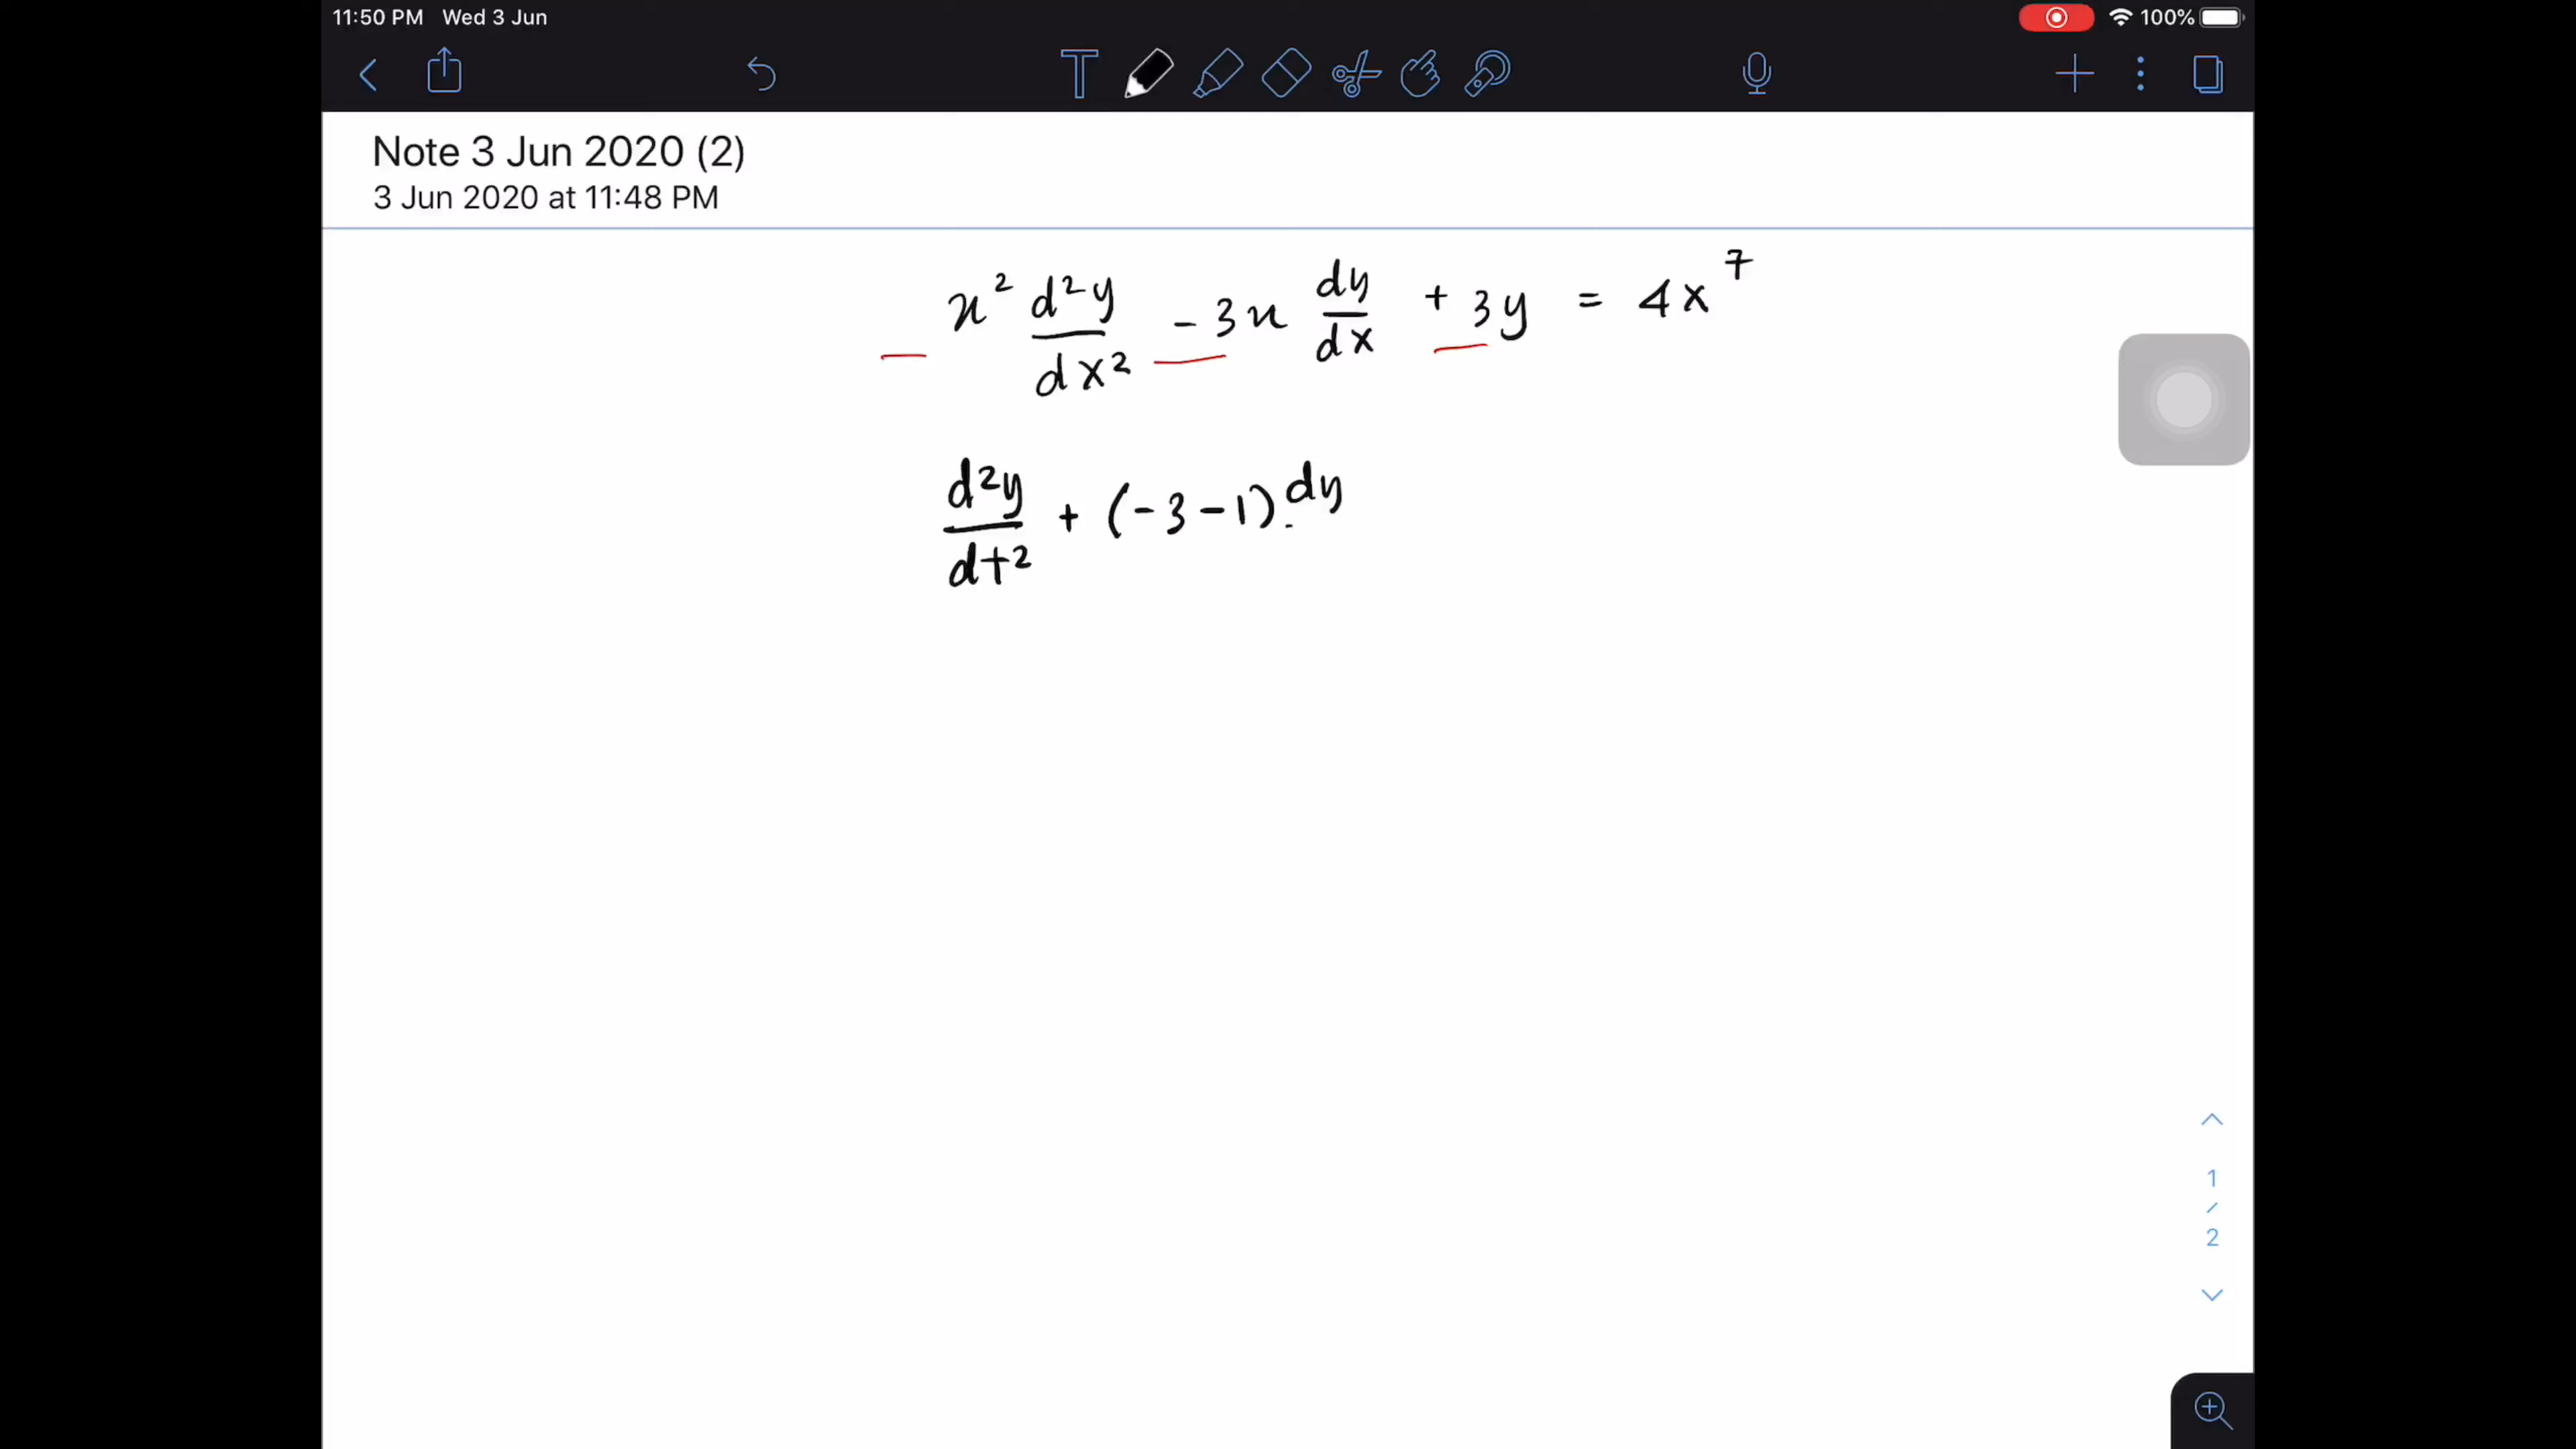 11:50 PM Wed 3 Jun 100%
T
Note 3 Jun 2020 (2)
3 Jun 2020 at 11:48 PM
x² d²y/dx² - 3x dy/dx + 3y = 4x⁷
d²y/dt² + (-3-1) dy
1
/
2